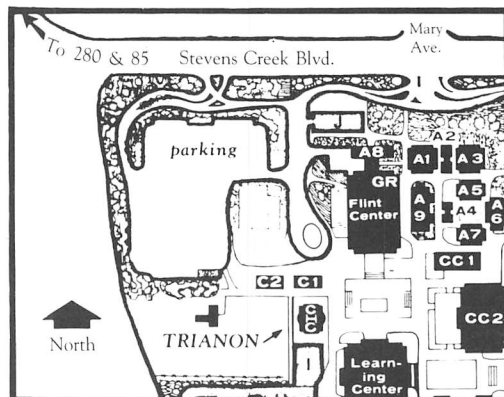 To 280 & 85
Stevens Creek Blvd.
Mary
Ave.
parking
J
A2
A8
A1
A3
GR
Flint
Center
A
9
A5
A4
A
6
A7
CC1
C2
C1
CHC
CC2
North
TRIANON
I
Learn-
ing
Center